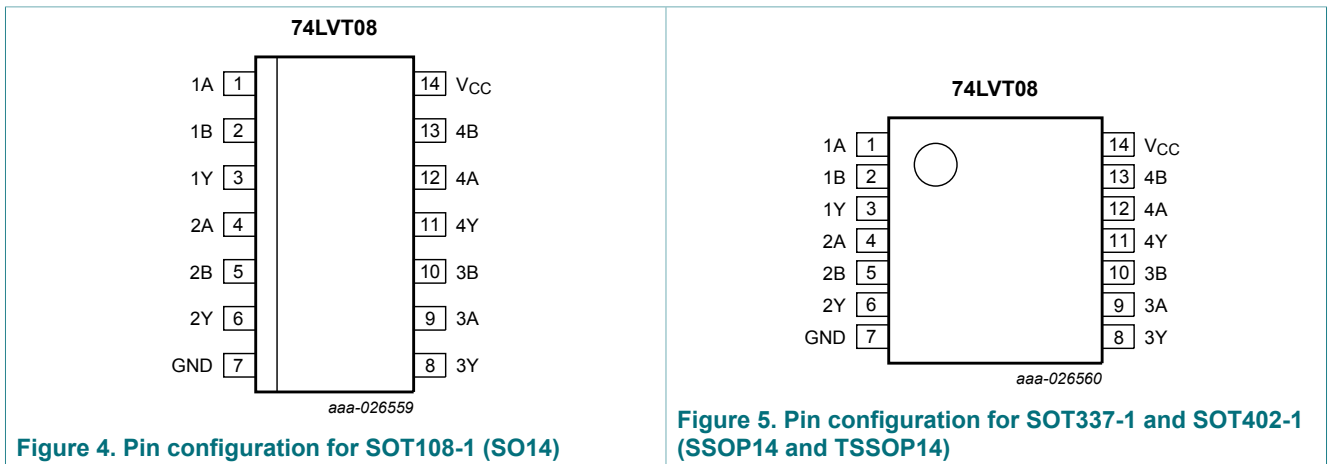 74LVT08
1A 1 14 VCC
1B 2 13 4B
1Y 3 12 4A
2A 4 11 4Y
2B 5 10 3B
2Y 6 9 3A
GND 7 8 3Y
aaa-026559
Figure 4. Pin configuration for SOT108-1 (SO14)
74LVT08
1A 1 14 VCC
1B 2 13 4B
1Y 3 12 4A
2A 4 11 4Y
2B 5 10 3B
2Y 6 9 3A
GND 7 8 3Y
aaa-026560
Figure 5. Pin configuration for SOT337-1 and SOT402-1
(SSOP14 and TSSOP14)